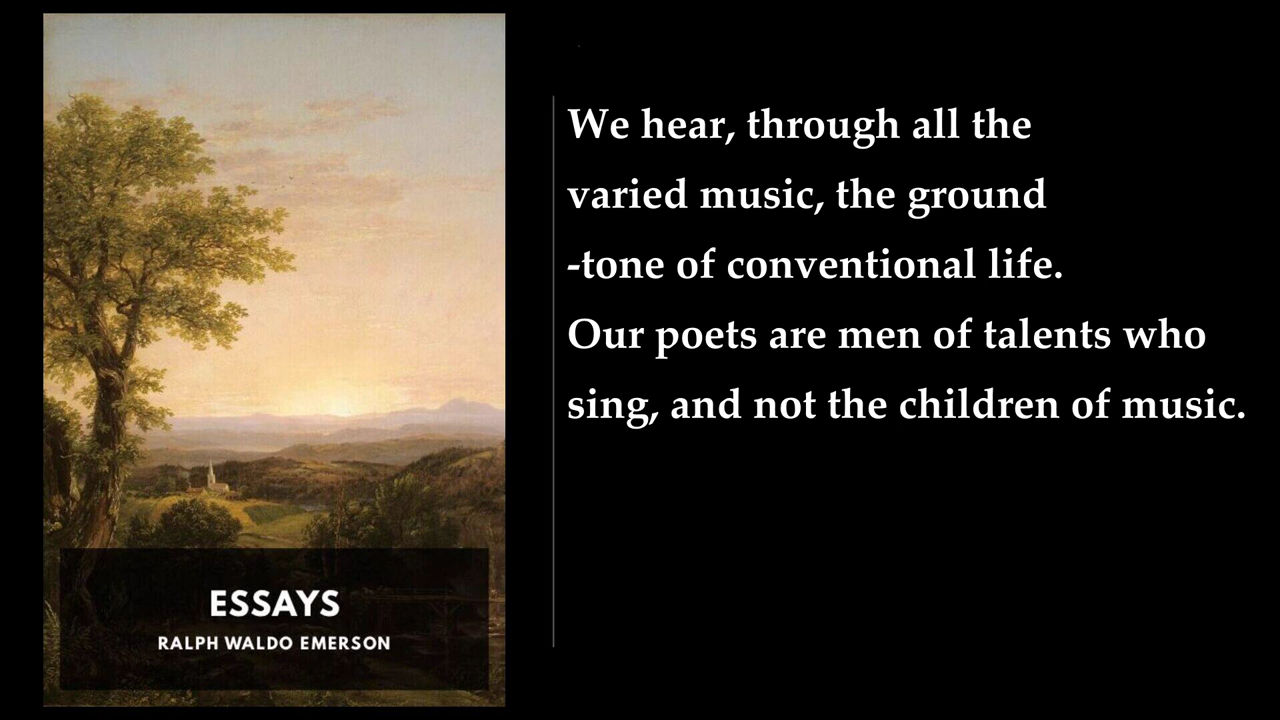 ESSAYS
RALPH WALDO EMERSON
We hear, through all the
varied music, the ground
-tone of conventional life.
Our poets are men of talents who
sing, and not the children of music.